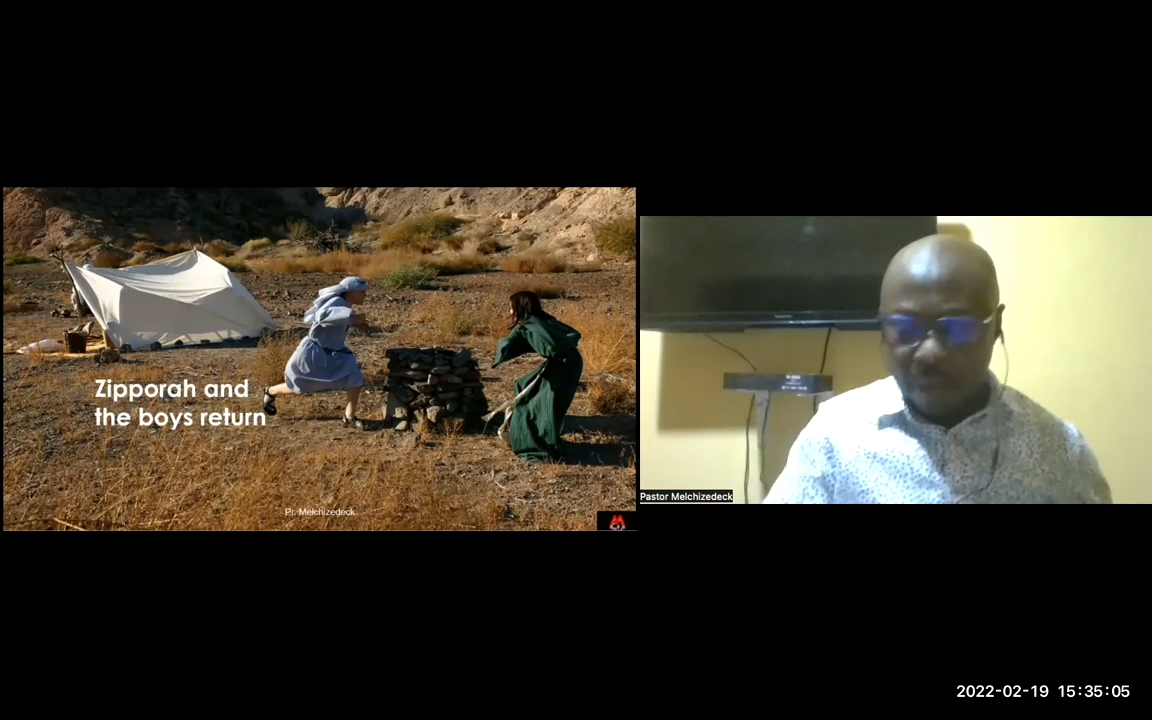 Zipporah and
the boys return
Pr. Melchizedeck
Pastor Melchizedeck
2022-02-19 15:35:05